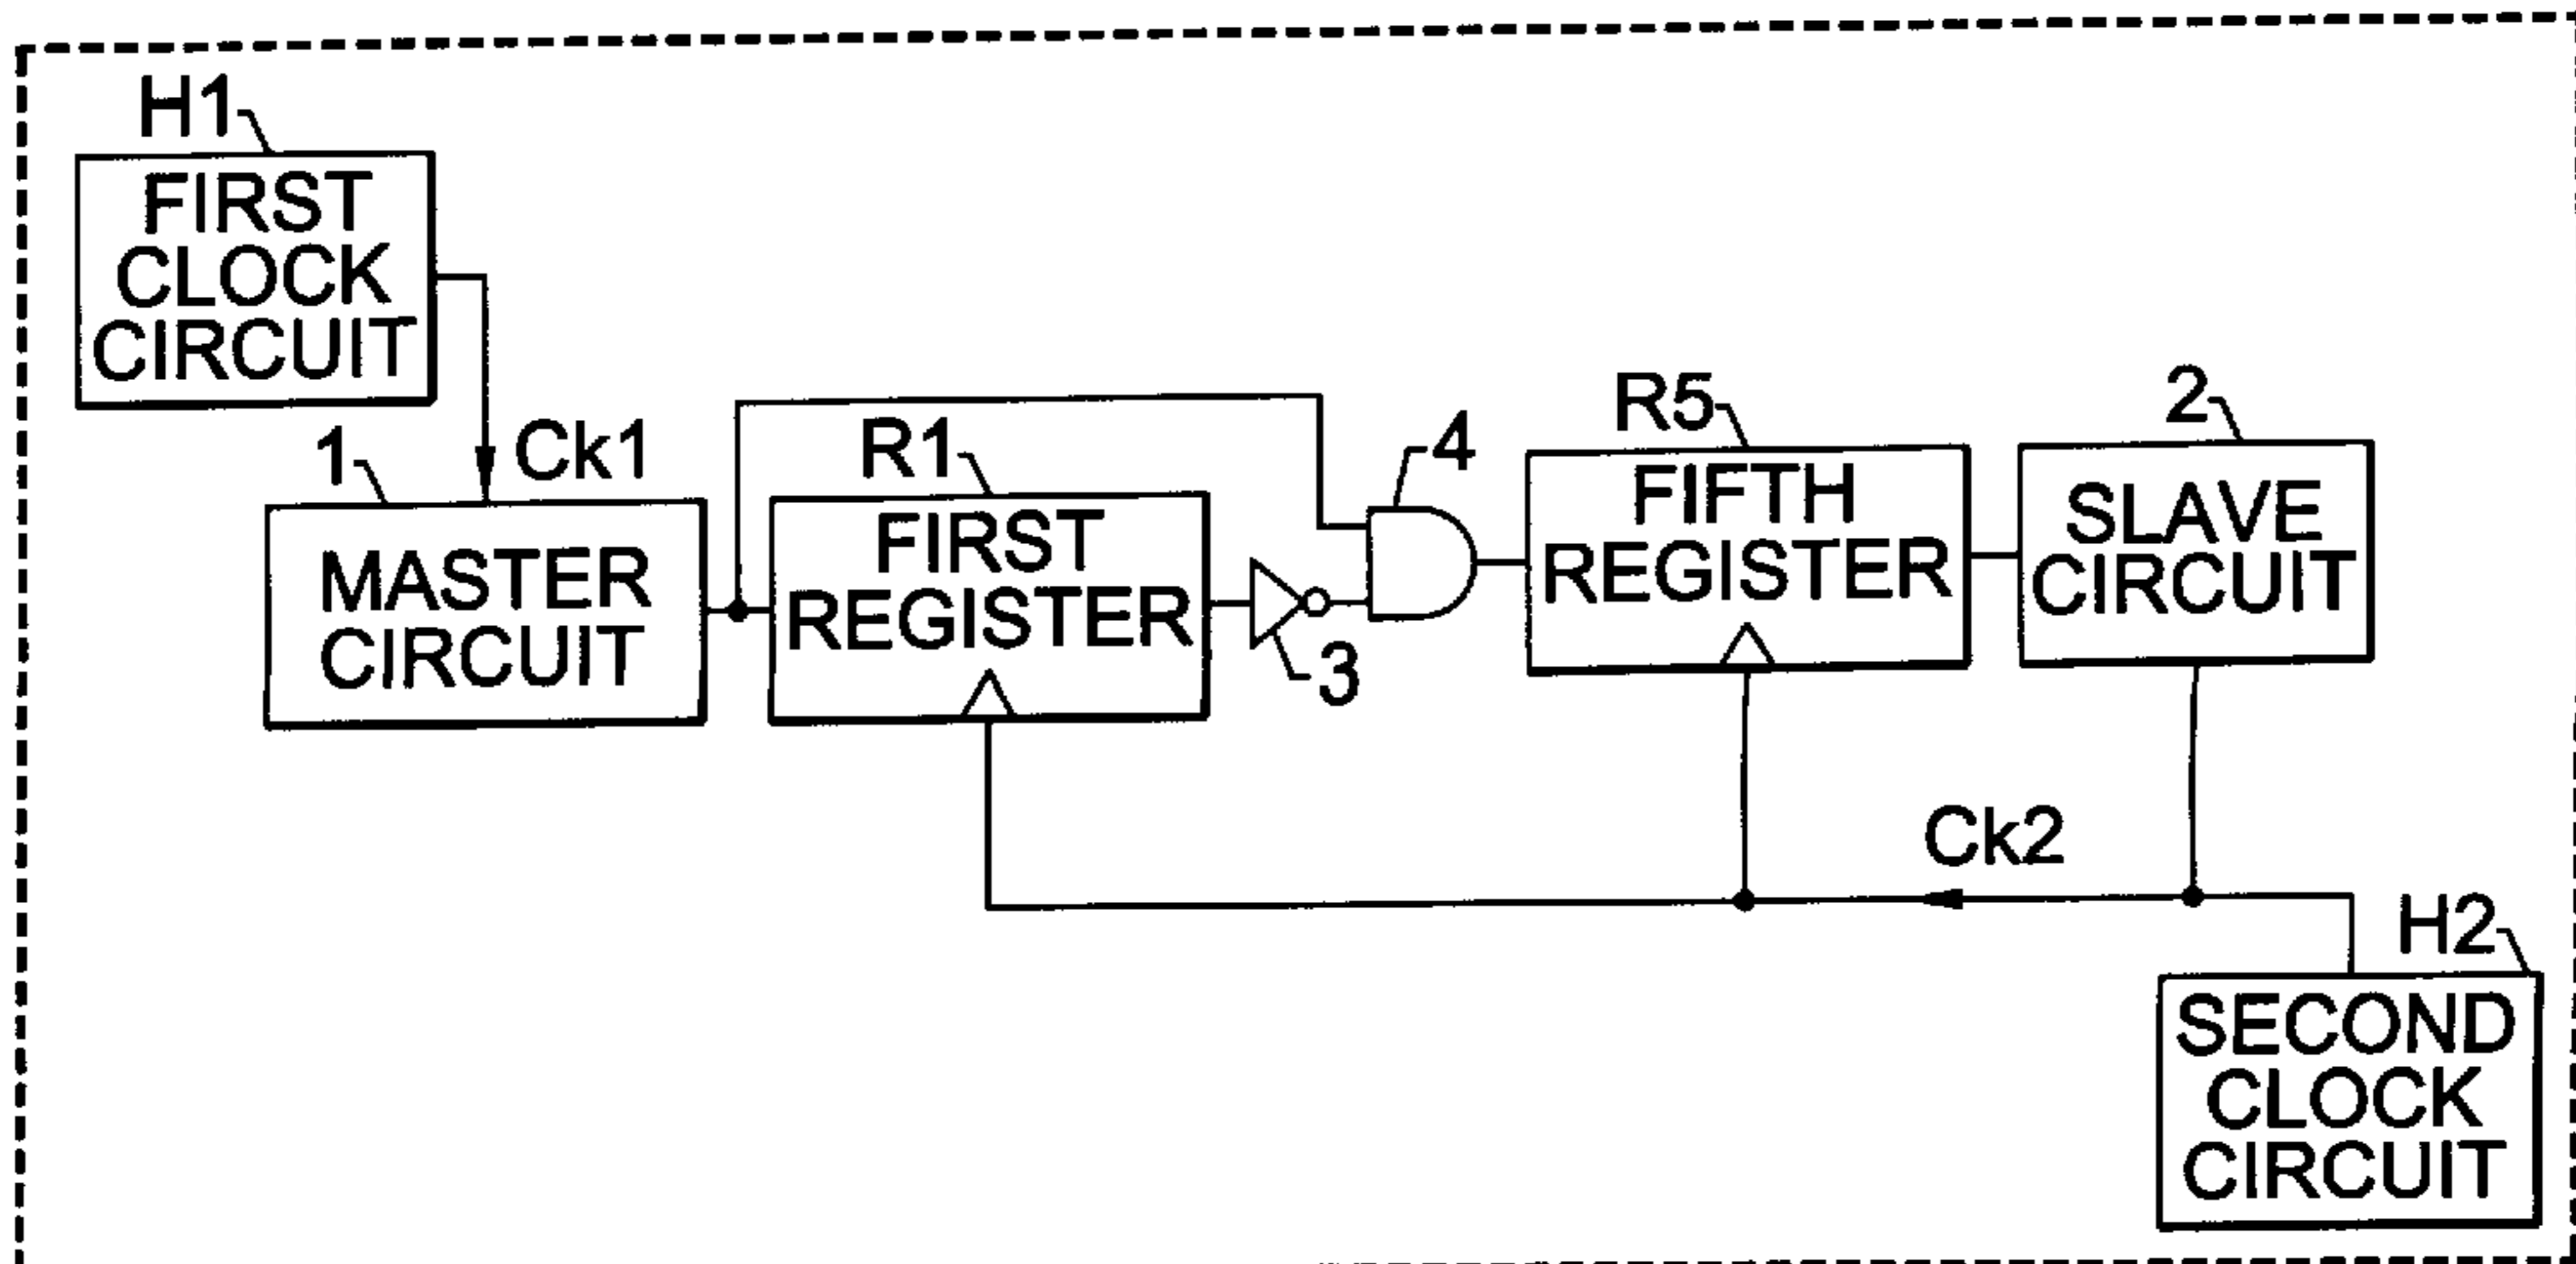 H1
FIRST
CLOCK
CIRCUIT
Ck1
1
MASTER
CIRCUIT
R1
FIRST
REGISTER
3
4
R5
FIFTH
REGISTER
2
SLAVE
CIRCUIT
Ck2
H2
SECOND
CLOCK
CIRCUIT